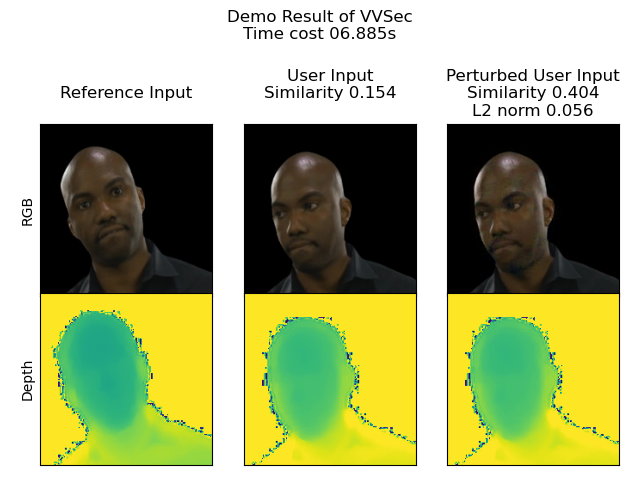 Demo Result of VVSec
Time cost 06.885s
Reference Input
User Input
Similarity 0.154
Perturbed User Input
Similarity 0.404
L2 norm 0.056
RGB
Depth